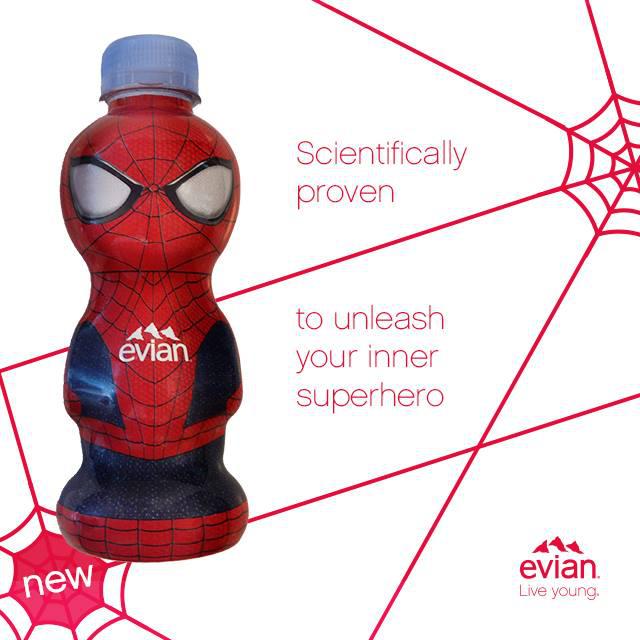 Scientifically
proven
to unleash
your inner
superhero
evian
new
evian.
Live young.